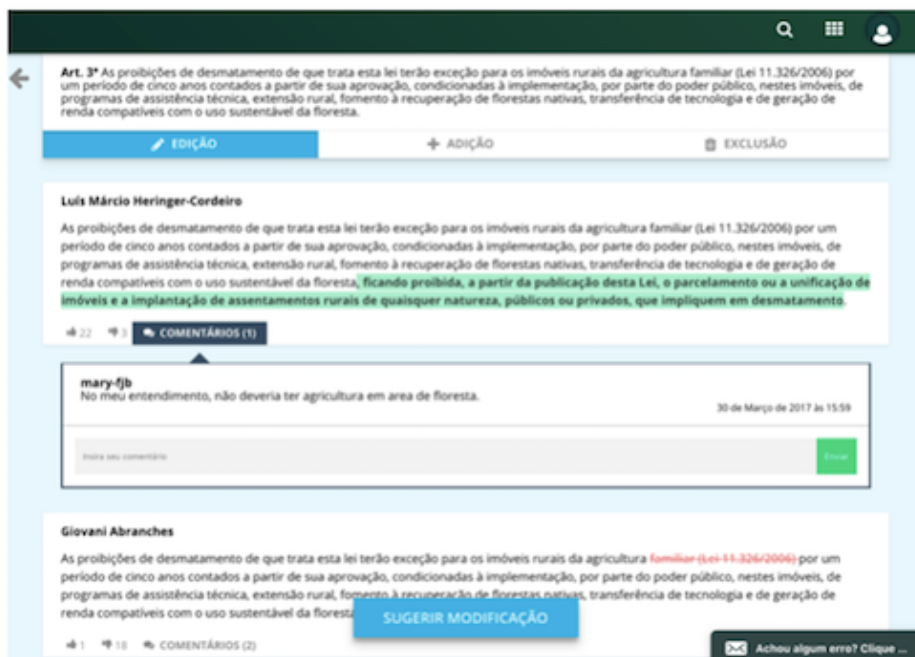 Art. 3° As proibições de desmatamento de que trata esta lei terão exceção para os imóveis rurais da agricultura familiar (Lei 11.326/2006) por
um período de cinco anos contados a partir de sua aprovação, condicionadas à implementação, por parte do poder público, nestes imóveis, de
programas de assistência técnica, extensão rural, fomento à recuperação de florestas nativas, transferência de tecnologia e de geração de
renda compatíveis com o uso sustentável da floresta.
EDIÇÃO
ADIÇÃO
EXCLUSÃO
Luís Márcio Heringer-Cordeiro
As proibições de desmatamento de que trata esta lei terão exceção para os imóveis rurais da agricultura familiar (Lei 11.326/2006) por um
período de cinco anos contados a partir de sua aprovação, condicionadas à implementação, por parte do poder público, nestes imóveis, de
programas de assistência técnica, extensão rural, fomento à recuperação de florestas nativas, transferência de tecnologia e de geração de
renda compatíveis com o uso sustentável da floresta, ficando proibida, a partir da publicação desta Lei, o parcelamento ou a unificação de
imóveis e a implantação de assentamentos rurais de quaisquer natureza, públicos ou privados, que impliquem em desmatamento.
22 3 COMENTÁRIOS (1)
mary-fjb
No meu entendimento, não deveria ter agricultura em area de floresta.
30 de Março de 2017 às 15:59
Insira seu comentário
Enviar
Giovani Abranches
As proibições de desmatamento de que trata esta lei terão exceção para os imóveis rurais da agricultura familiar (Lei 11.326/2006) por um
período de cinco anos contados a partir de sua aprovação, condicionadas à implementação, por parte do poder público, nestes imóveis, de
programas de assistência técnica, extensão rural, fomento à recuperação de florestas nativas, transferência de tecnologia e de geração de
renda compatíveis com o uso sustentável da florest
SUGERIR MODIFICAÇÃO
1 18 COMENTÁRIOS (2)
Achou algum erro? Clique ...